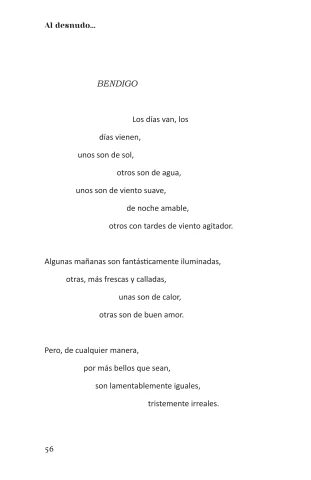 Al desnudo...
BENDIGO
Los días van, los
días vienen,
unos son de sol,
otros son de agua,
unos son de viento suave,
de noche amable,
otros con tardes de viento agitador.
Algunas mañanas son fantásticamente iluminadas,
otras, más frescas y calladas,
unas son de calor,
otras son de buen amor.
Pero, de cualquier manera,
por más bellos que sean,
son lamentablemente iguales,
tristemente irreales.
56